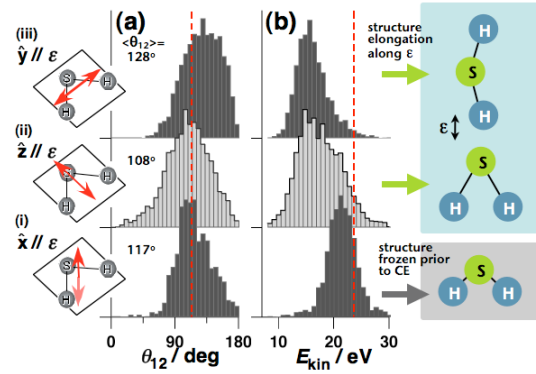 (a)
(b)
structure
elongation
along ε
(iii)
ŷ // ε
<θ12>=
128°
S
H
H
H
S
H
ε
(ii)
ẑ // ε
108°
S
H
H
S
H
H
(i)
x̂ // ε
117°
S
H
H
structure
frozen prior
to CE
S
H
H
0
90
180
10
20
30
θ12 / deg
Ekin / eV